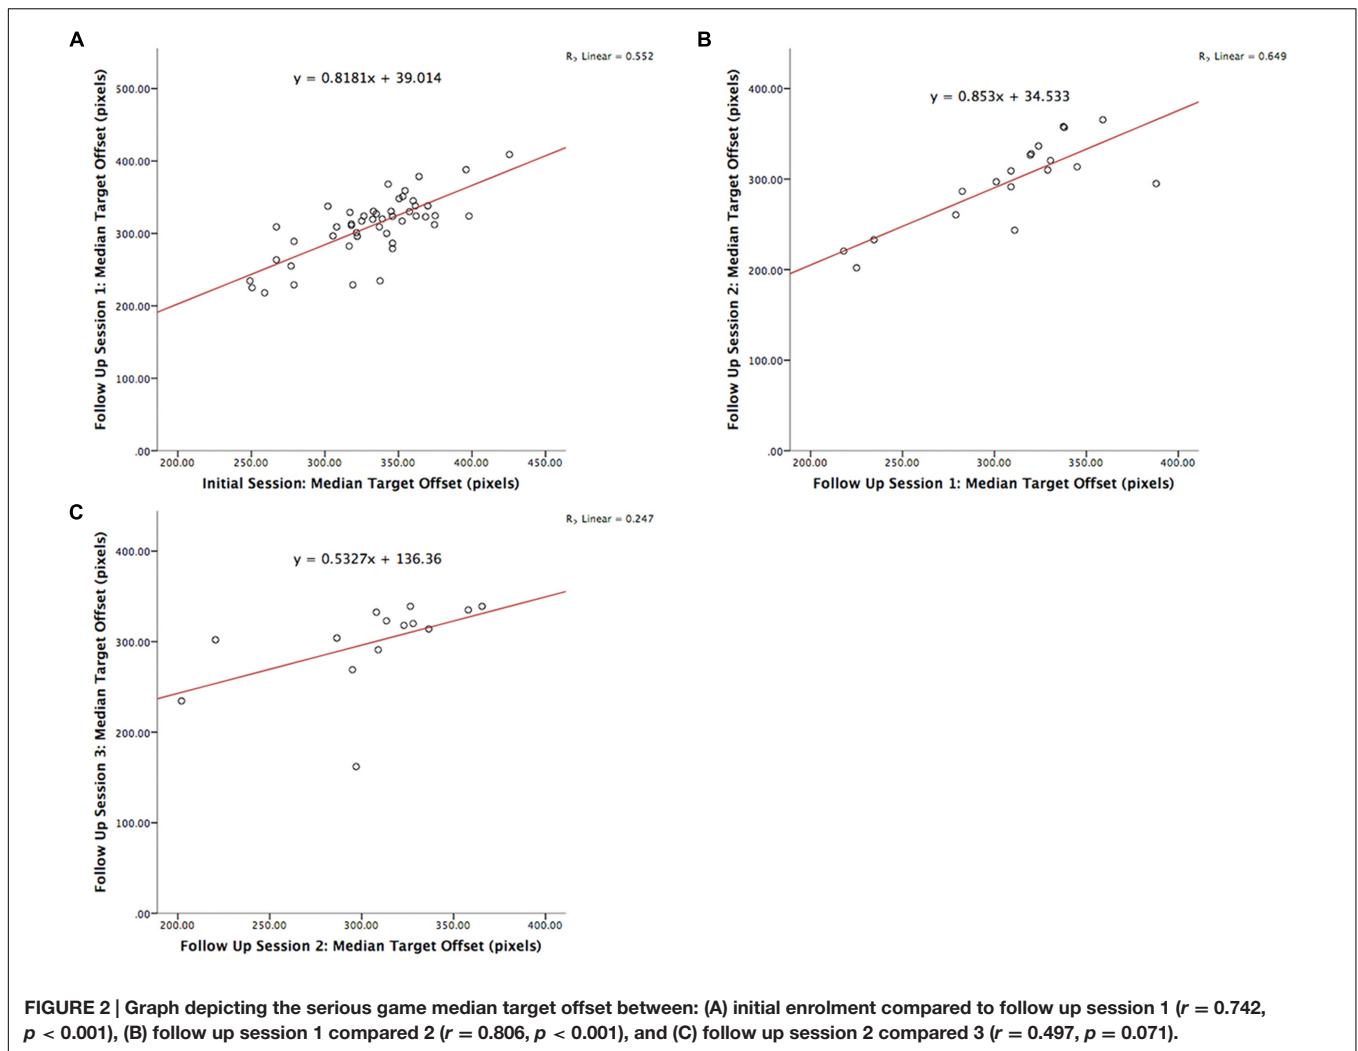 A
R₂ Linear = 0.552
y = 0.8181x + 39.014
Follow Up Session 1: Median Target Offset (pixels)
500.00
400.00
300.00
200.00
100.00
.00
200.00 250.00 300.00 350.00 400.00 450.00
Initial Session: Median Target Offset (pixels)
B
R₂ Linear = 0.649
y = 0.853x + 34.533
Follow Up Session 2: Median Target Offset (pixels)
400.00
300.00
200.00
100.00
.00
200.00 250.00 300.00 350.00 400.00
Follow Up Session 1: Median Target Offset (pixels)
C
R₂ Linear = 0.247
y = 0.5327x + 136.36
Follow Up Session 3: Median Target Offset (pixels)
400.00
300.00
200.00
100.00
.00
200.00 250.00 300.00 350.00 400.00
Follow Up Session 2: Median Target Offset (pixels)
FIGURE 2 | Graph depicting the serious game median target offset between: (A) initial enrolment compared to follow up session 1 (r = 0.742,
p < 0.001), (B) follow up session 1 compared 2 (r = 0.806, p < 0.001), and (C) follow up session 2 compared 3 (r = 0.497, p = 0.071).